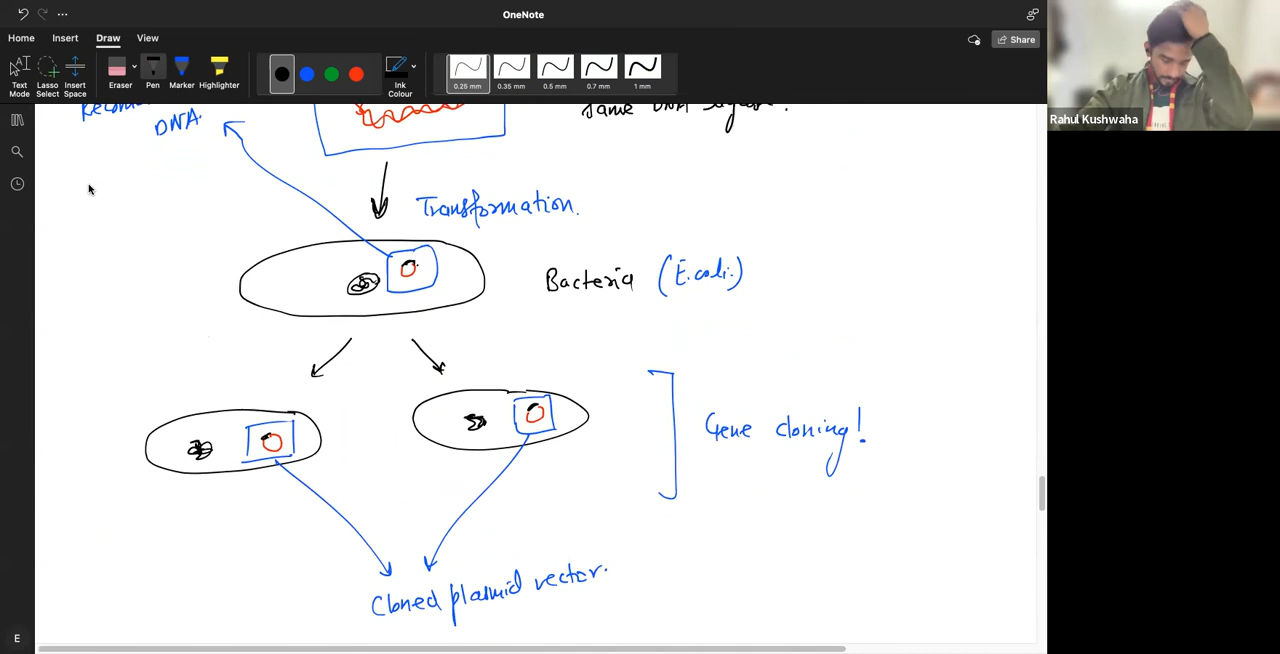 OneNote
Home Insert Draw View
Share
Text Mode
Lasso Select
Insert Space
Eraser
Pen
Marker
Highlighter
0.25 mm
0.35 mm
0.5 mm
0.7 mm
1 mm
Ink Colour
Rahul Kushwaha
DNA.
same DNA
Transformation.
Bacteria (E.coli.)
Gene cloning!
Cloned plasmid vector.
E